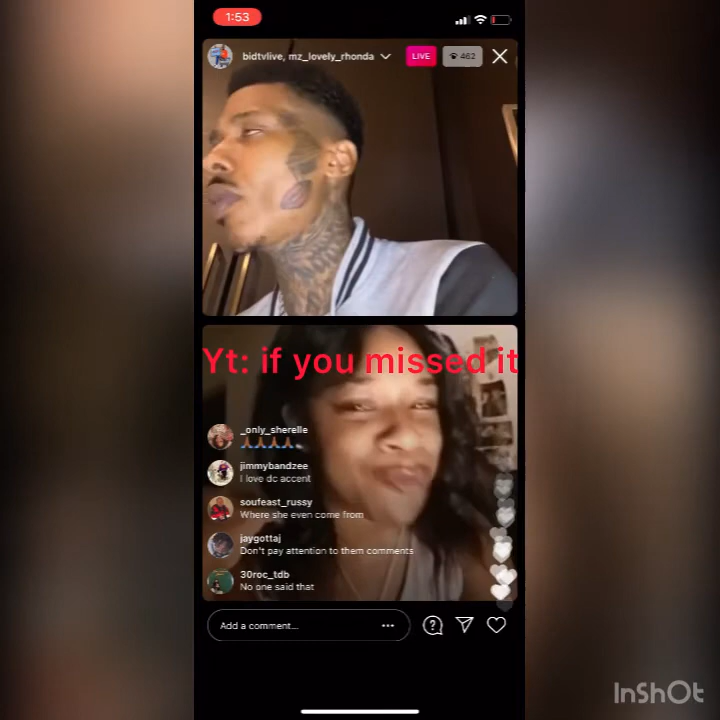 1:53
bidtvlive, mz_lovely_rhonda
LIVE
462
Yt: if you missed it
_only_sherelle
jimmybandzee
I love dc accent
soufeast_russy
Where she even come from
jaygottaj
Don't pay attention to them comments
30roc_tdb
No one said that
Add a comment...
InShOt